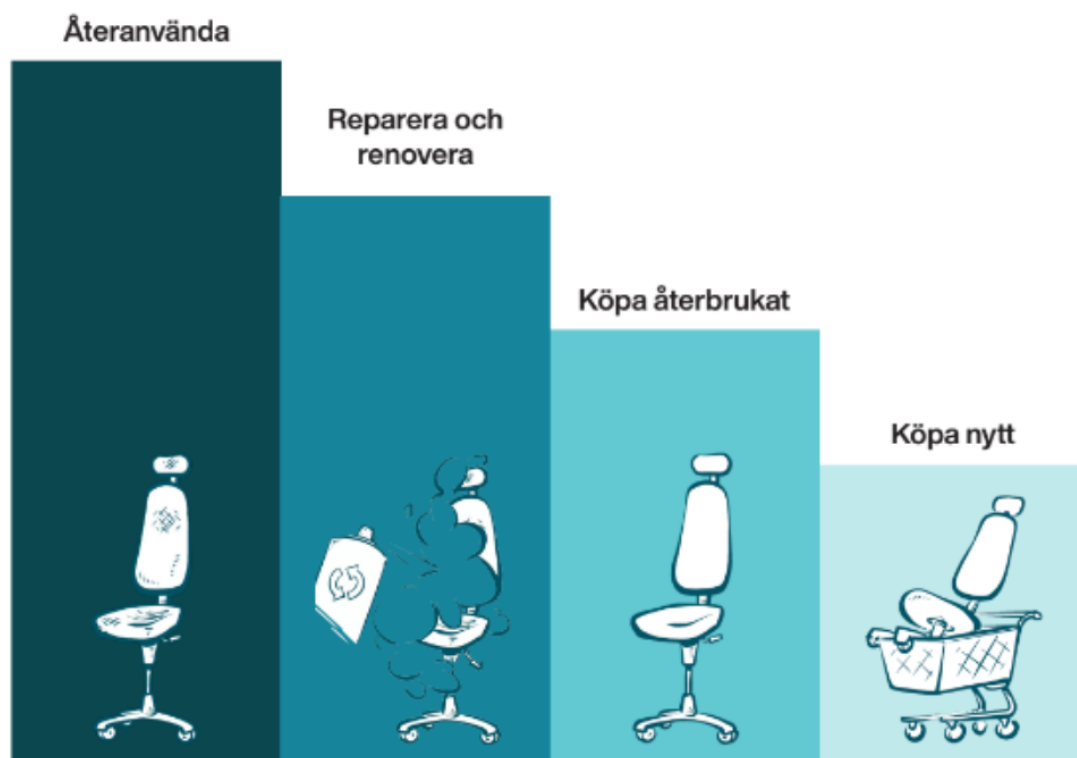 Återanvända
Reparera och
renovera
Köpa återbrukat
Köpa nytt